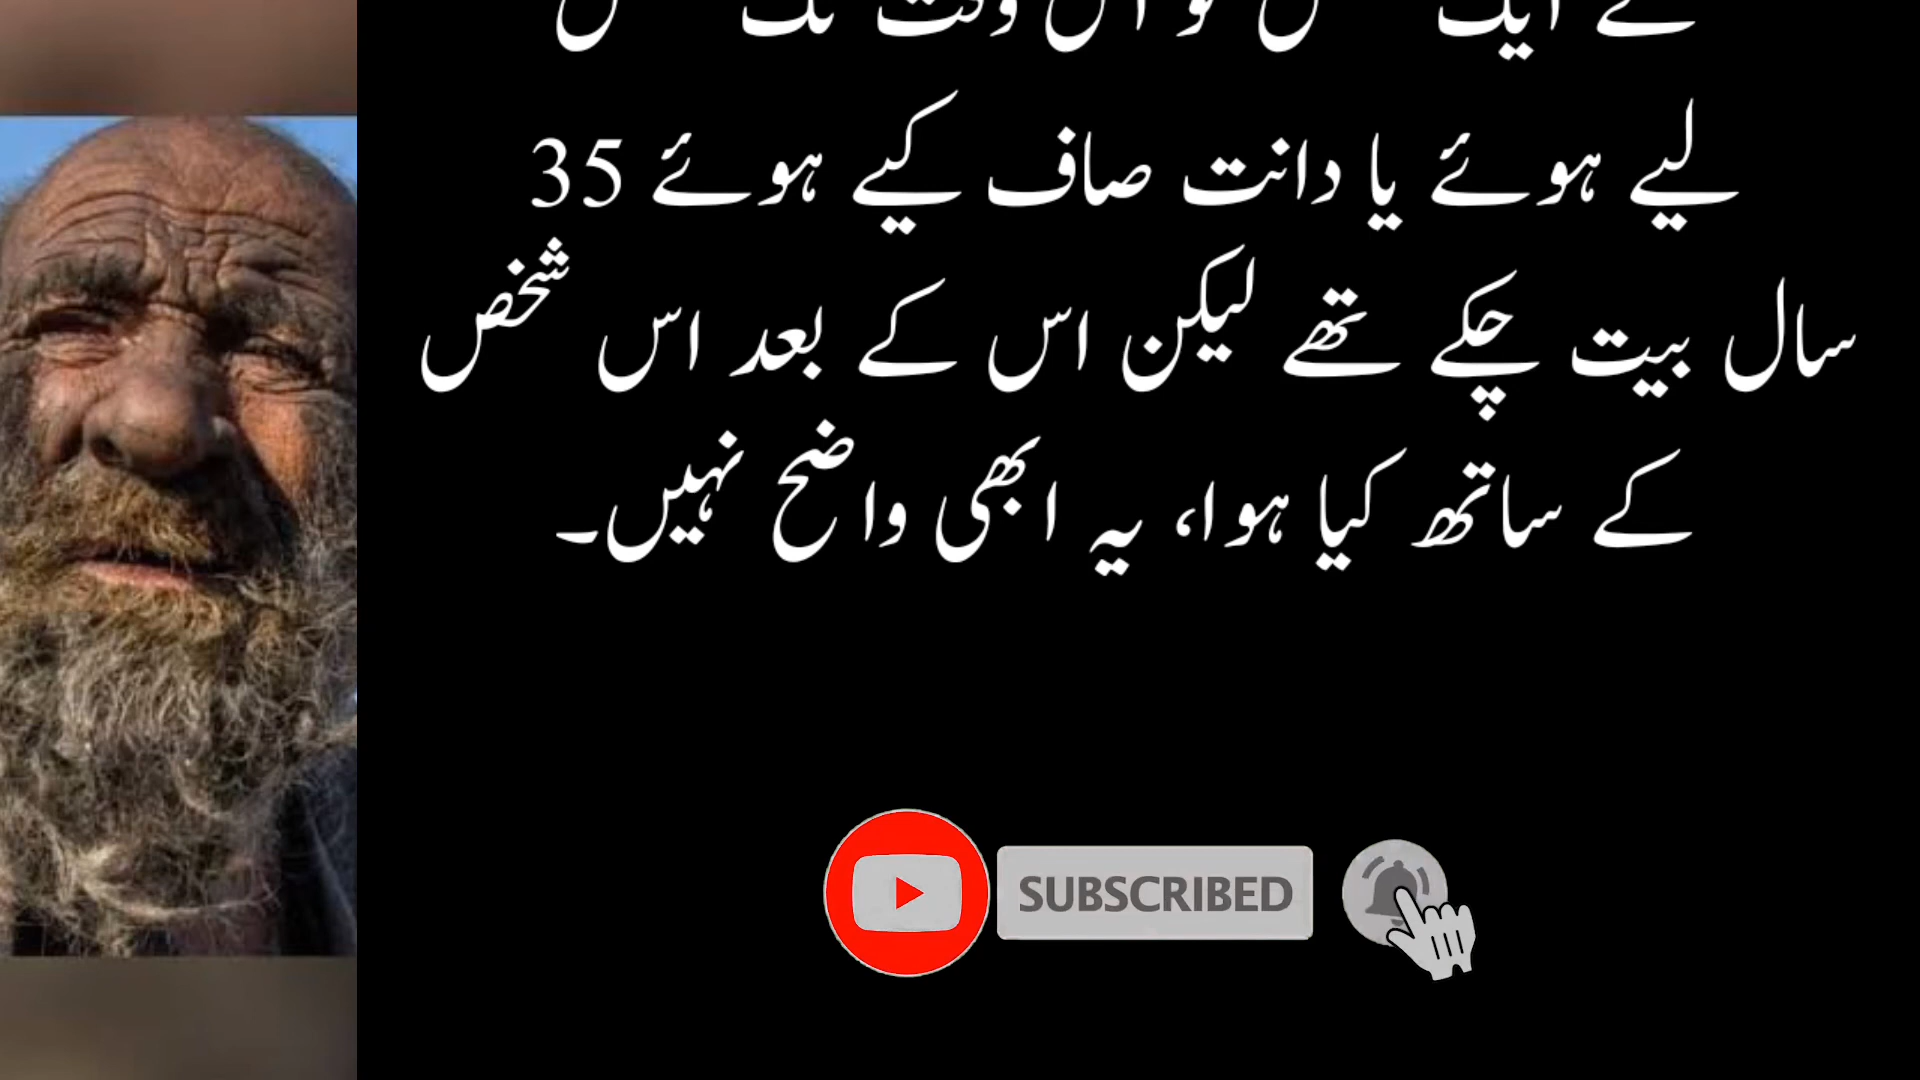 لیے ہوئے یا دانت صاف کیے ہوئے 35
سال بیت چکے تھے لیکن اس کے بعد اس شخص
کے ساتھ کیا ہوا، یہ ابھی واضح نہیں۔
SUBSCRIBED